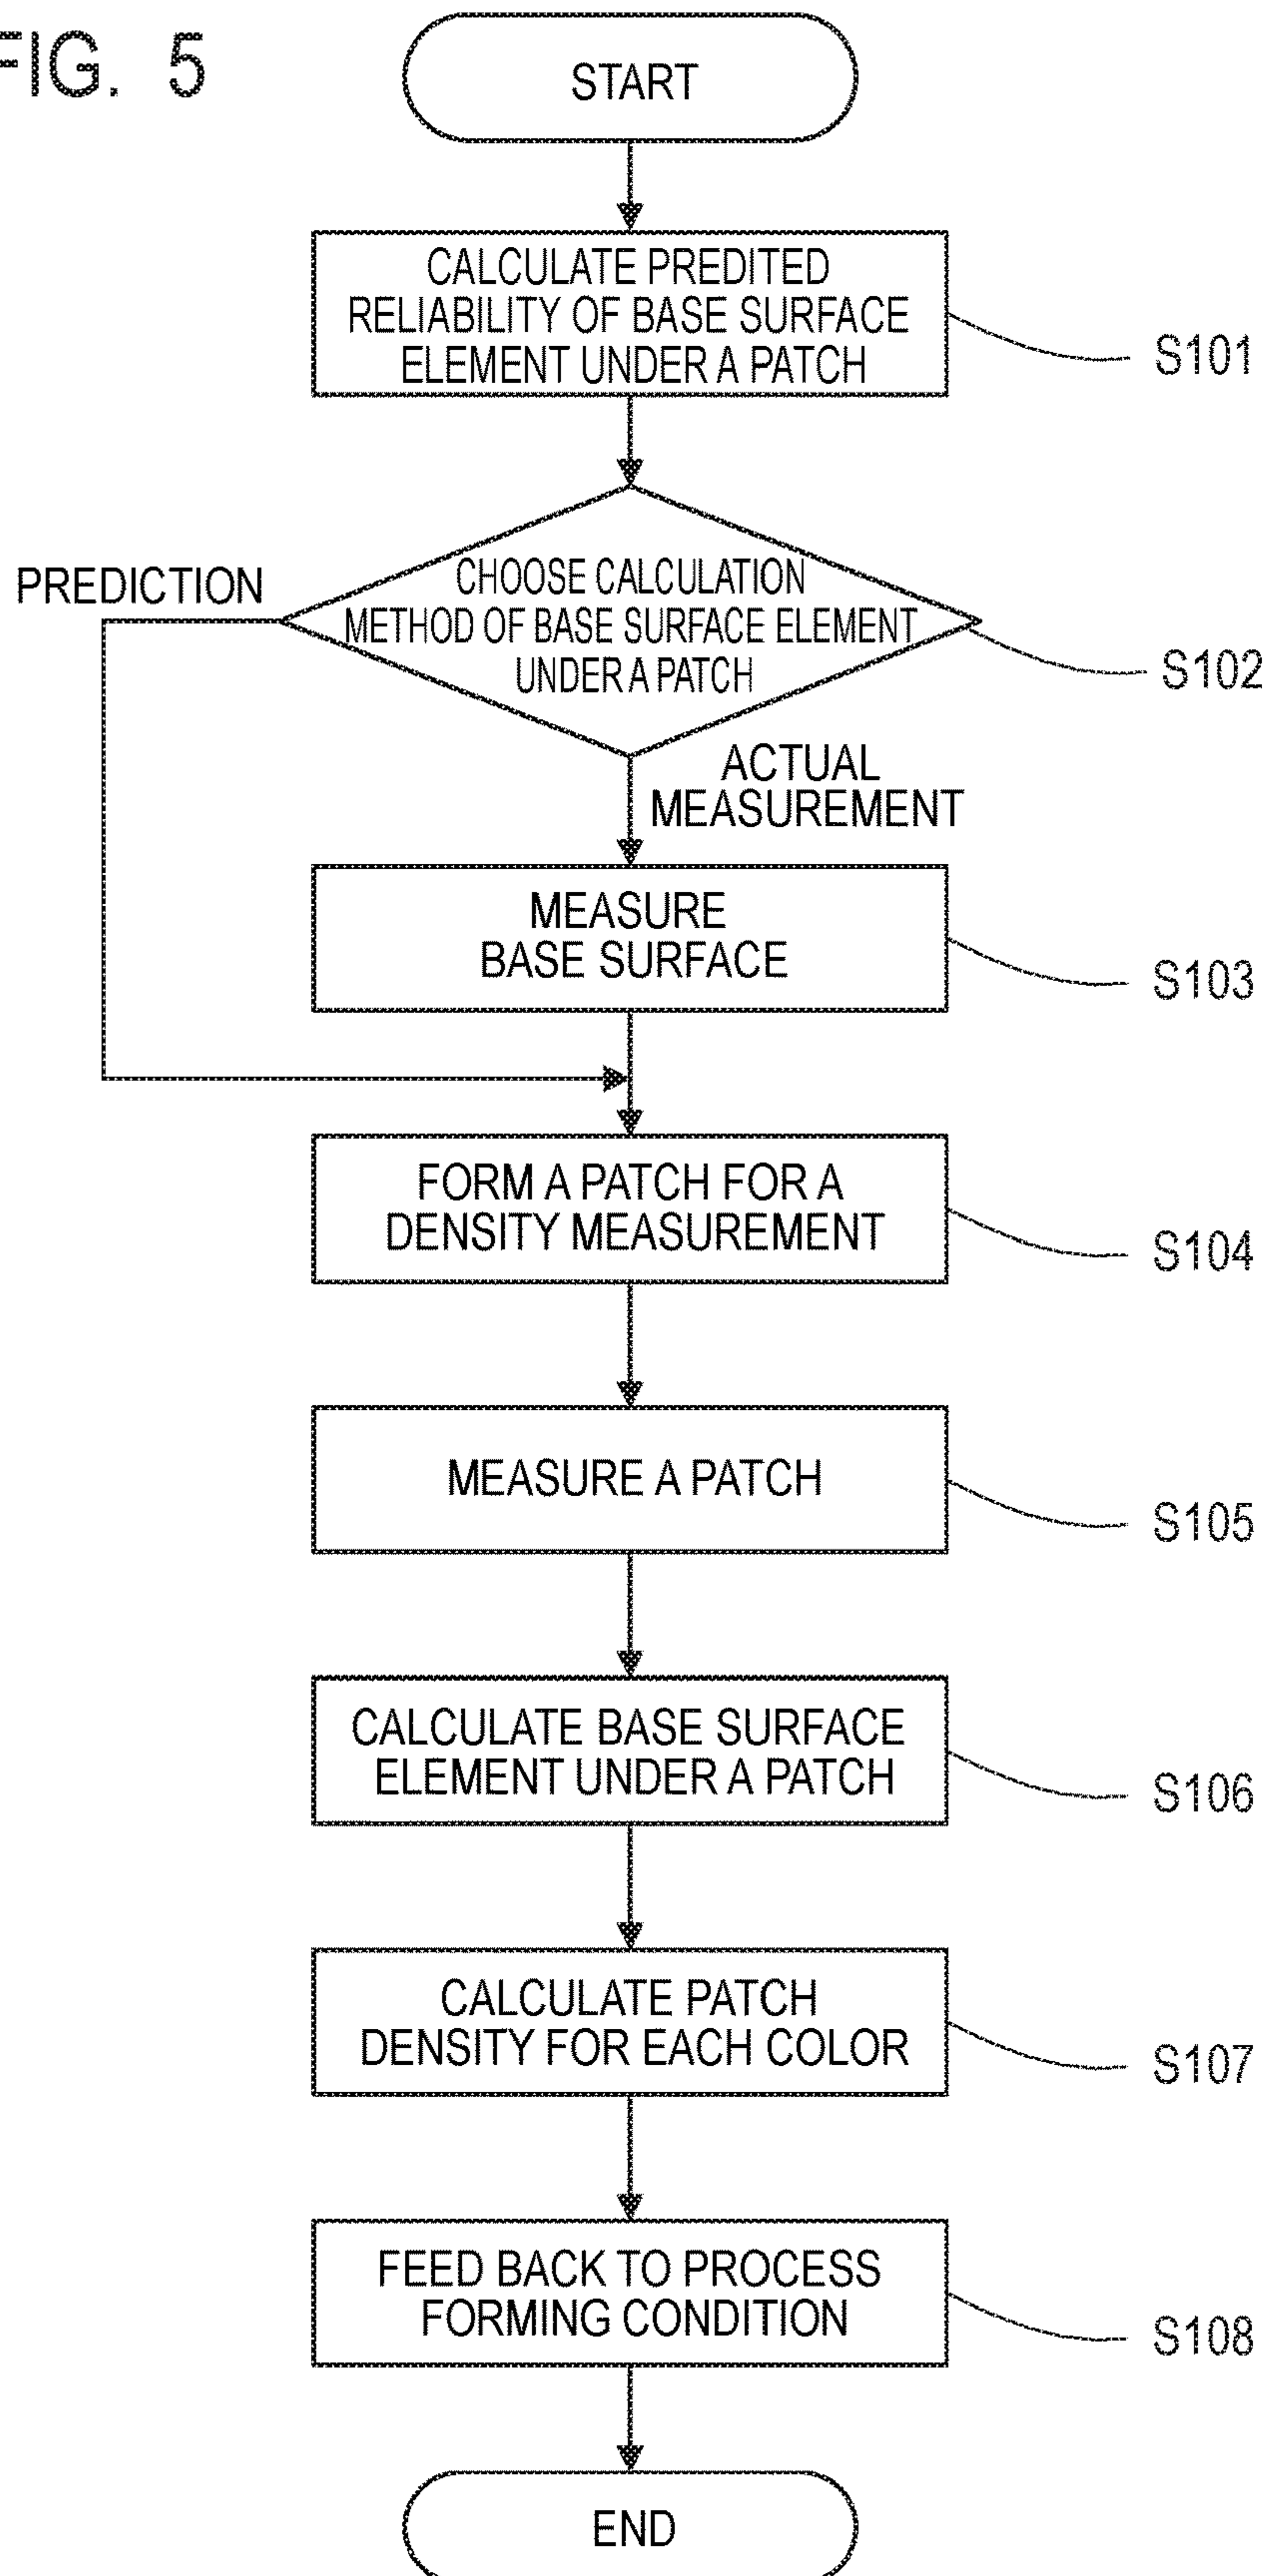 FIG. 5
START
CALCULATE PREDITED
RELIABILITY OF BASE SURFACE
ELEMENT UNDER A PATCH
S101
CHOOSE CALCULATION
METHOD OF BASE SURFACE ELEMENT
UNDER A PATCH
S102
PREDICTION
ACTUAL
MEASUREMENT
MEASURE
BASE SURFACE
S103
FORM A PATCH FOR A
DENSITY MEASUREMENT
S104
MEASURE A PATCH
S105
CALCULATE BASE SURFACE
ELEMENT UNDER A PATCH
S106
CALCULATE PATCH
DENSITY FOR EACH COLOR
S107
FEED BACK TO PROCESS
FORMING CONDITION
S108
END